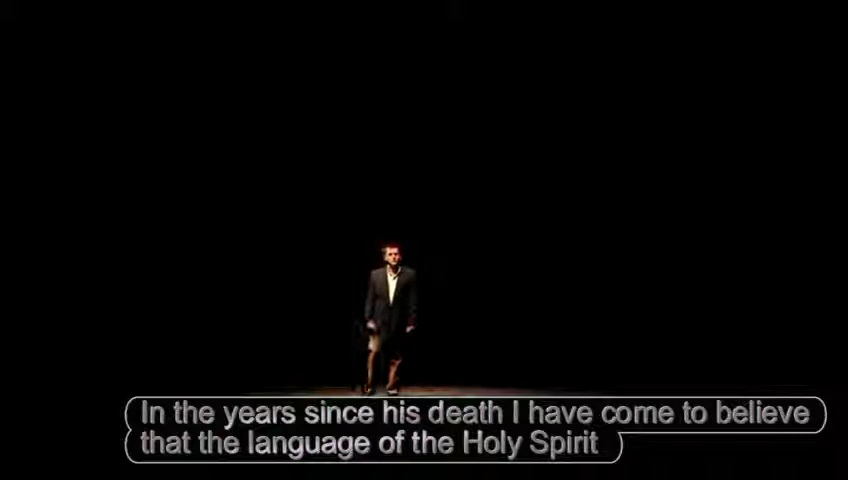 In the years since his death I have come to believe
that the language of the Holy Spirit